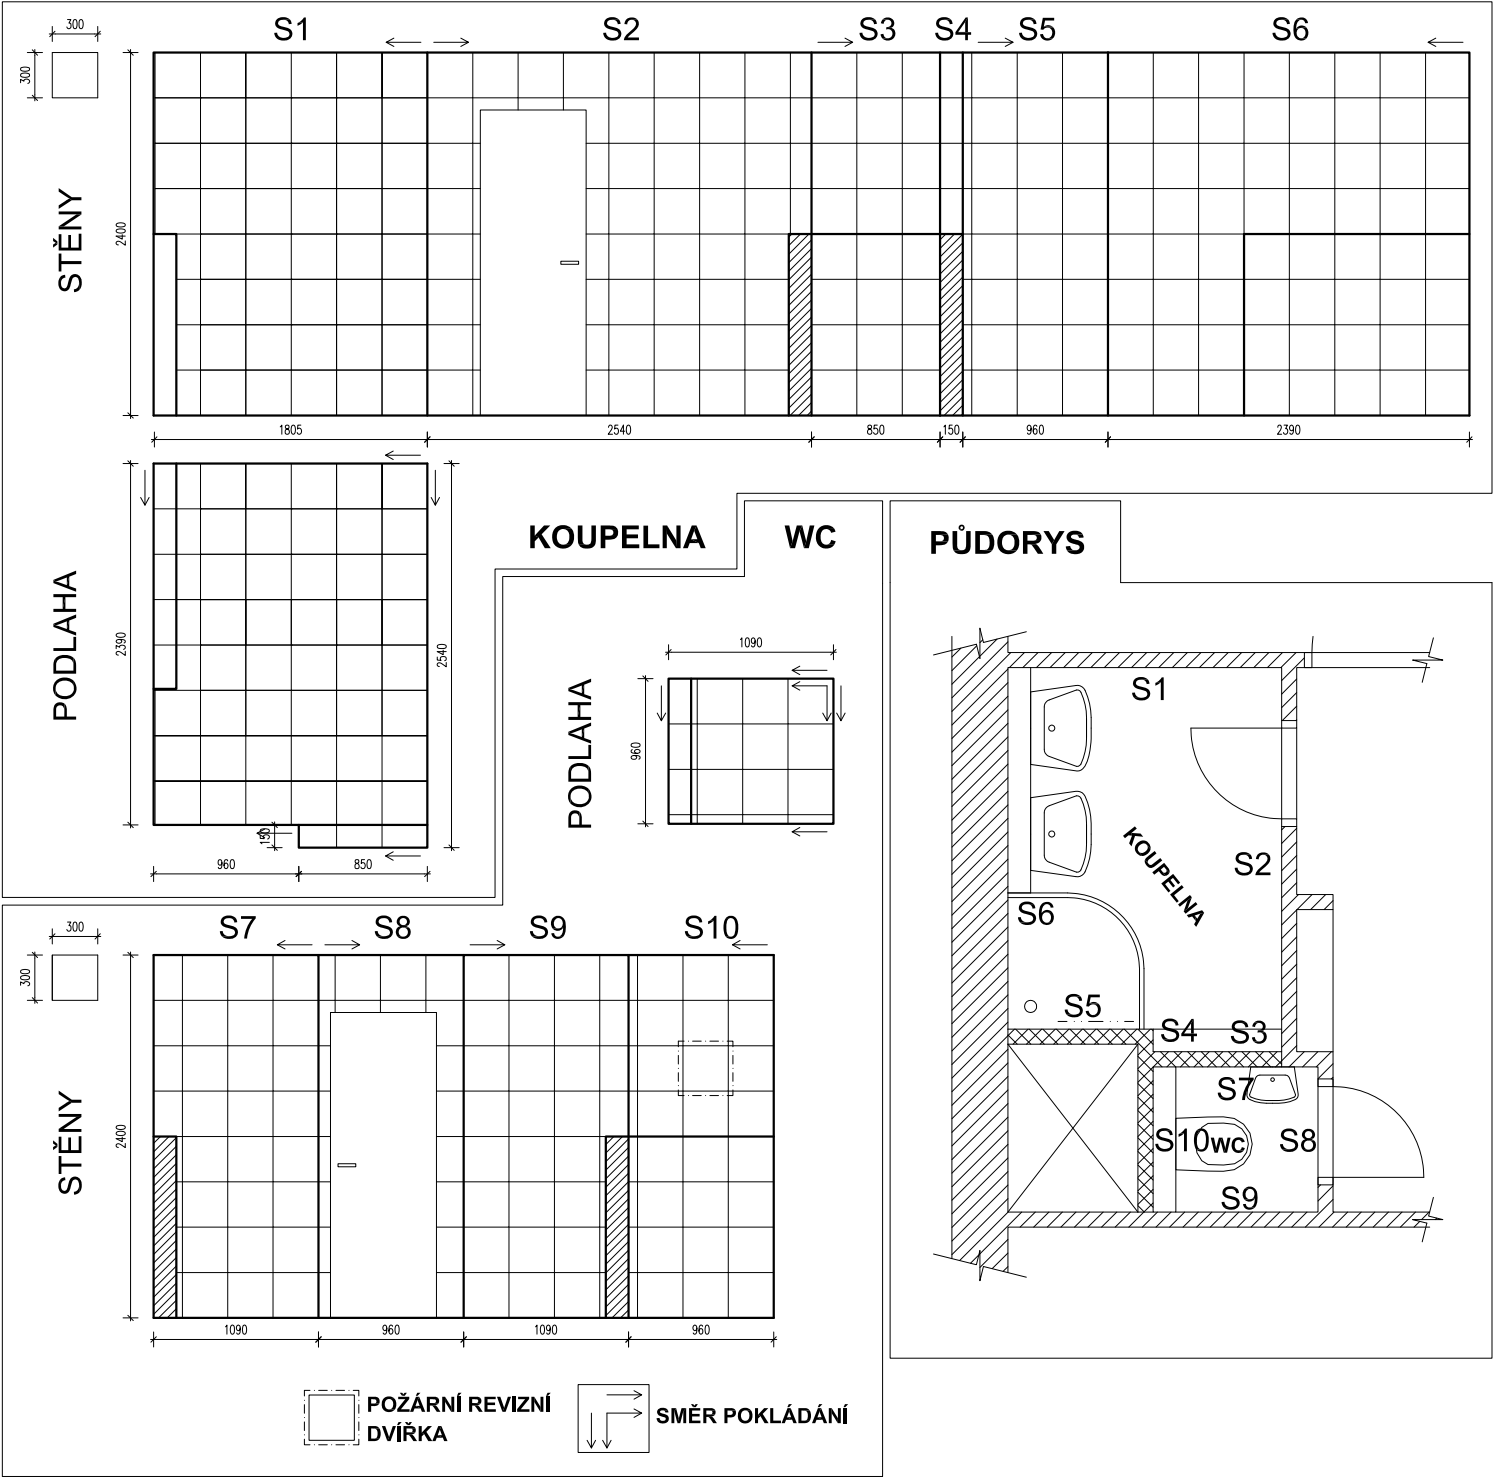 S1
S2
S3
S4
S5
S6
300
300
STĚNY
2400
1805
2540
850
150
960
2390
PODLAHA
2390
2540
150
960
850
KOUPELNA
WC
PŮDORYS
PODLAHA
1090
960
S1
S2
KOUPELNA
S6
S5
S4
S3
S7
S10
WC
S8
S9
S7
S8
S9
S10
300
300
STĚNY
2400
1090
960
1090
960
POŽÁRNÍ REVIZNÍ
DVÍŘKA
SMĚR POKLÁDÁNÍ